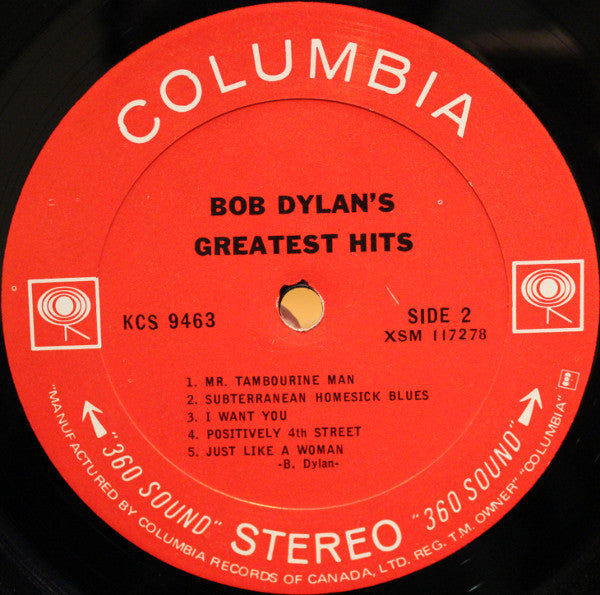 COLUMBIA
BOB DYLAN'S
GREATEST HITS
KCS 9463
SIDE 2
XSM 117278
1. MR. TAMBOURINE MAN
2. SUBTERRANEAN HOMESICK BLUES
3. I WANT YOU
4. POSITIVELY 4th STREET
5. JUST LIKE A WOMAN
-B. Dylan-
"360 SOUND" STEREO "360 SOUND"
"MANUFACTURED BY COLUMBIA RECORDS OF CANADA, LTD. REG. T.M. OWNER" "COLUMBIA"